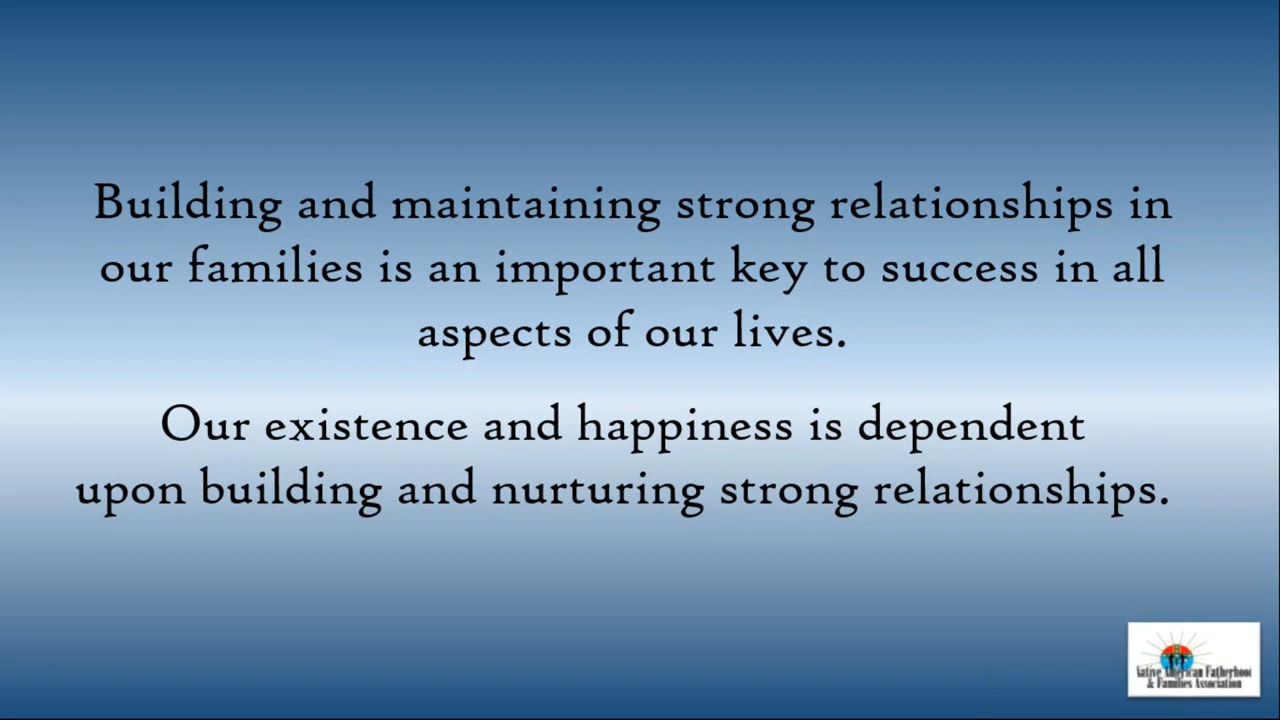 Building and maintaining strong relationships in
our families is an important key to success in all
aspects of our lives.
Our existence and happiness is dependent
upon building and nurturing strong relationships.
Native American Fatherhood
& Families Association